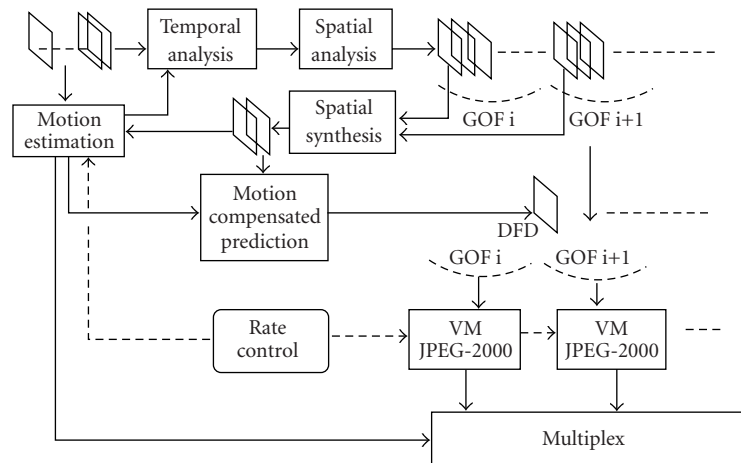 Temporal
analysis
Spatial
analysis
Motion
estimation
Spatial
synthesis
GOF i
GOF i+1
Motion
compensated
prediction
DFD
GOF i
GOF i+1
Rate
control
VM
JPEG-2000
VM
JPEG-2000
Multiplex